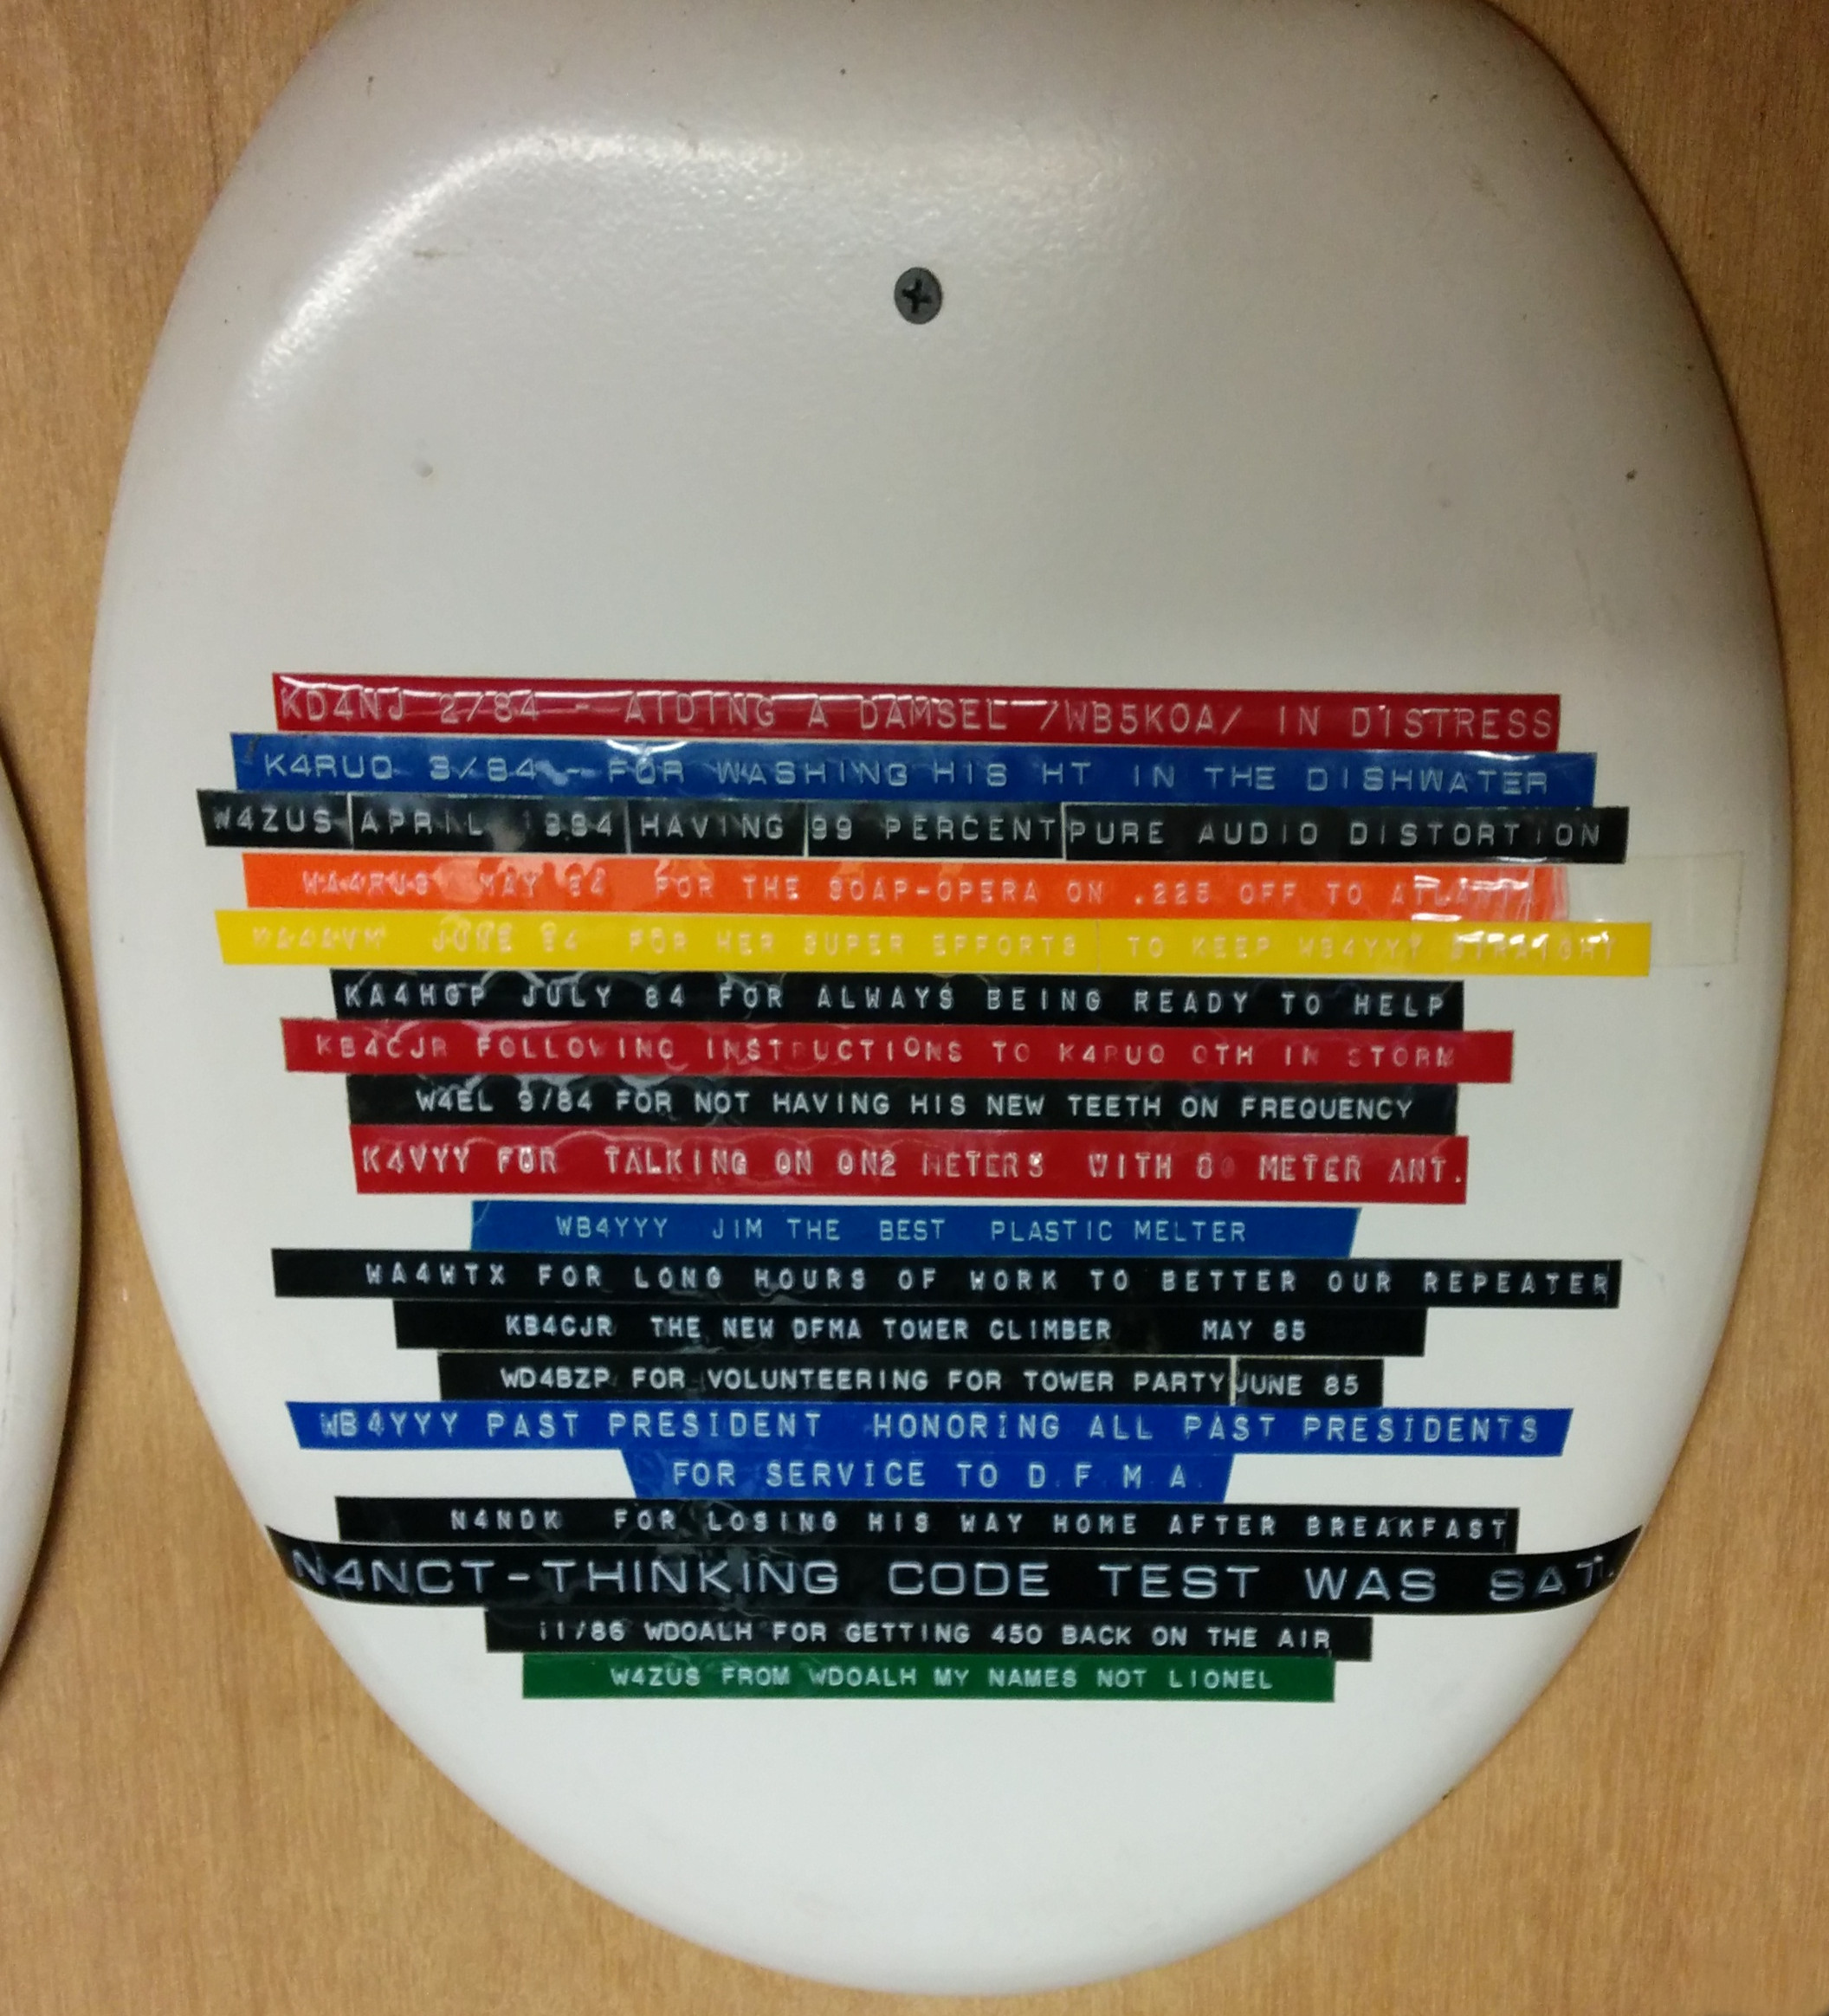 KD4NJ 2/84 - AIDING A DAMSEL /WB5KOA/ IN DISTRESS
K4RUQ 3/84 - FOR WASHING HIS HT IN THE DISHWATER
W4ZUS APRIL 1984 HAVING 99 PERCENT PURE AUDIO DISTORTION
MAY 84 FOR THE SOAP-OPERA ON .225 OFF TO ATLANTA
JUNE 84 FOR HER SUPER EFFORTS TO KEEP WB4YYY STRAIGHT
KA4HGP JULY 84 FOR ALWAYS BEING READY TO HELP
KB4CJR FOLLOWING INSTRUCTIONS TO K4RUQ QTH IN STORM
W4EL 9/84 FOR NOT HAVING HIS NEW TEETH ON FREQUENCY
K4VYY FOR TALKING ON ON2 METERS WITH 80 METER ANT.
WB4YYY JIM THE BEST PLASTIC MELTER
WA4WTX FOR LONG HOURS OF WORK TO BETTER OUR REPEATER
KB4CJR THE NEW DFMA TOWER CLIMBER MAY 85
WD4BZP FOR VOLUNTEERING FOR TOWER PARTY JUNE 85
WB4YYY PAST PRESIDENT HONORING ALL PAST PRESIDENTS
FOR SERVICE TO D.F.M.A.
N4NDK FOR LOSING HIS WAY HOME AFTER BREAKFAST
N4NCT-THINKING CODE TEST WAS SAT.
11/86 WDOALH FOR GETTING 450 BACK ON THE AIR
W4ZUS FROM WDOALH MY NAMES NOT LIONEL